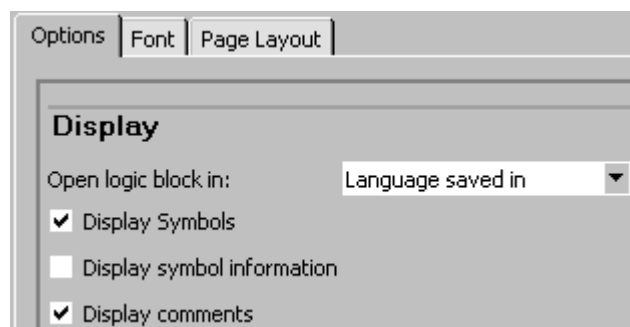 Options Font Page Layout
Display
Open logic block in: Language saved in
Display Symbols
Display symbol information
Display comments